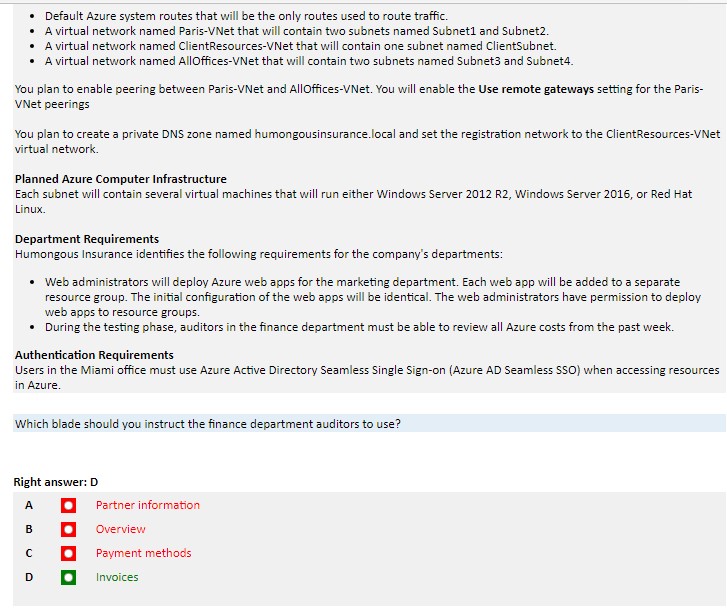 • Default Azure system routes that will be the only routes used to route traffic.
• A virtual network named Paris-VNet that will contain two subnets named Subnet1 and Subnet2.
• A virtual network named ClientResources-VNet that will contain one subnet named ClientSubnet.
• A virtual network named AllOffices-VNet that will contain two subnets named Subnet3 and Subnet4.
You plan to enable peering between Paris-VNet and AllOffices-VNet. You will enable the Use remote gateways setting for the Paris-
VNet peerings
You plan to create a private DNS zone named humongousinsurance.local and set the registration network to the ClientResources-VNet
virtual network.
Planned Azure Computer Infrastructure
Each subnet will contain several virtual machines that will run either Windows Server 2012 R2, Windows Server 2016, or Red Hat
Linux.
Department Requirements
Humongous Insurance identifies the following requirements for the company's departments:
• Web administrators will deploy Azure web apps for the marketing department. Each web app will be added to a separate
resource group. The initial configuration of the web apps will be identical. The web administrators have permission to deploy
web apps to resource groups.
• During the testing phase, auditors in the finance department must be able to review all Azure costs from the past week.
Authentication Requirements
Users in the Miami office must use Azure Active Directory Seamless Single Sign-on (Azure AD Seamless SSO) when accessing resources
in Azure.
Which blade should you instruct the finance department auditors to use?
Right answer: D
A Partner information
B Overview
C Payment methods
D Invoices